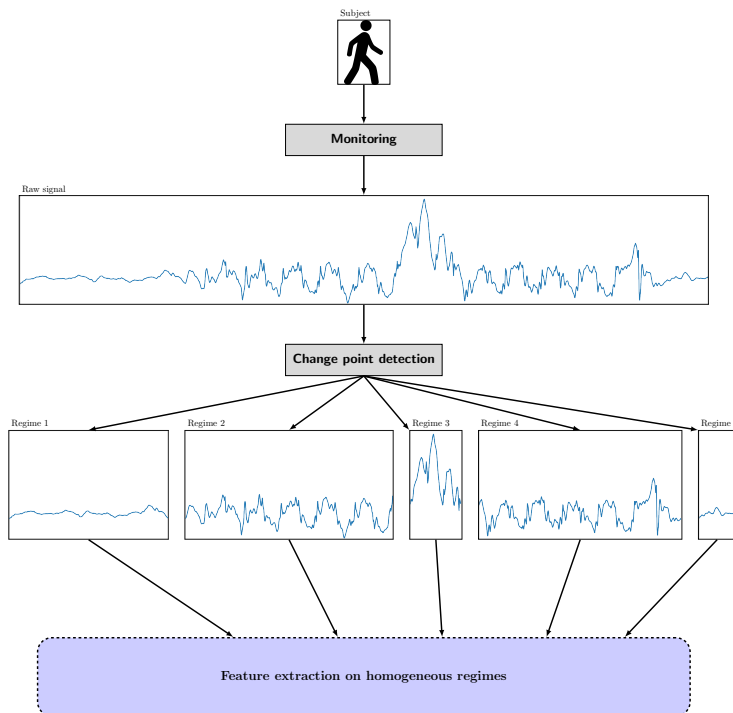 Subject
Monitoring
Raw signal
Change point detection
Regime 1
Regime 2
Regime 3
Regime 4
Regime
Feature extraction on homogeneous regimes